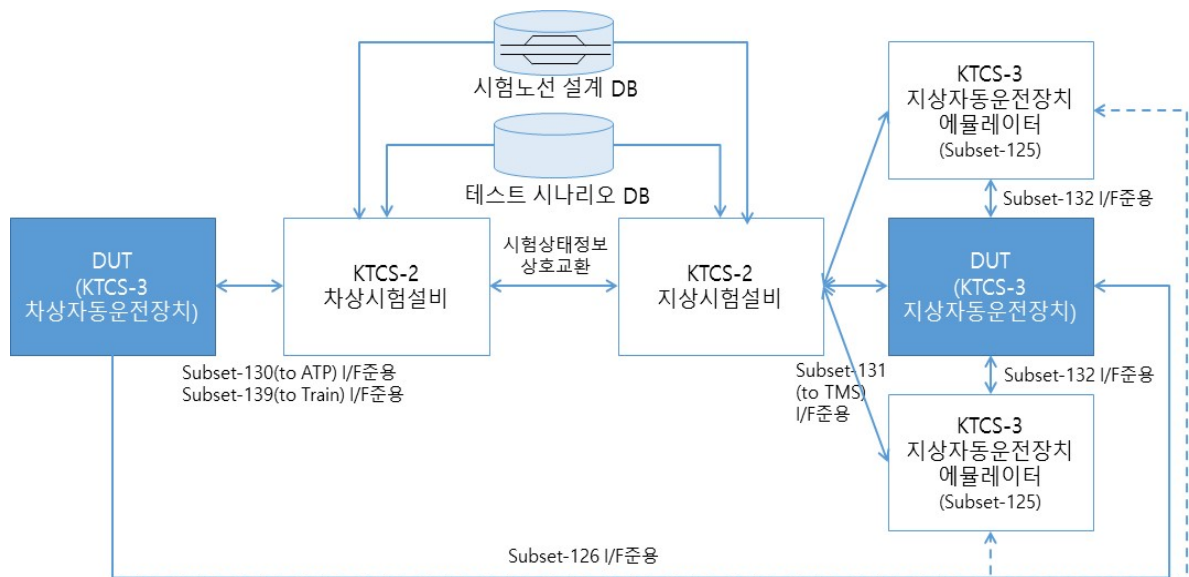 시험노선 설계 DB
테스트 시나리오 DB
KTCS-3
지상자동운전장치
에뮬레이터
(Subset-125)
Subset-132 I/F준용
DUT
(KTCS-3
차상자동운전장치)
KTCS-2
차상시험설비
시험상태정보
상호교환
KTCS-2
지상시험설비
DUT
(KTCS-3
지상자동운전장치)
Subset-130(to ATP) I/F준용
Subset-139(to Train) I/F준용
Subset-131
(to TMS)
I/F준용
Subset-132 I/F준용
KTCS-3
지상자동운전장치
에뮬레이터
(Subset-125)
Subset-126 I/F준용